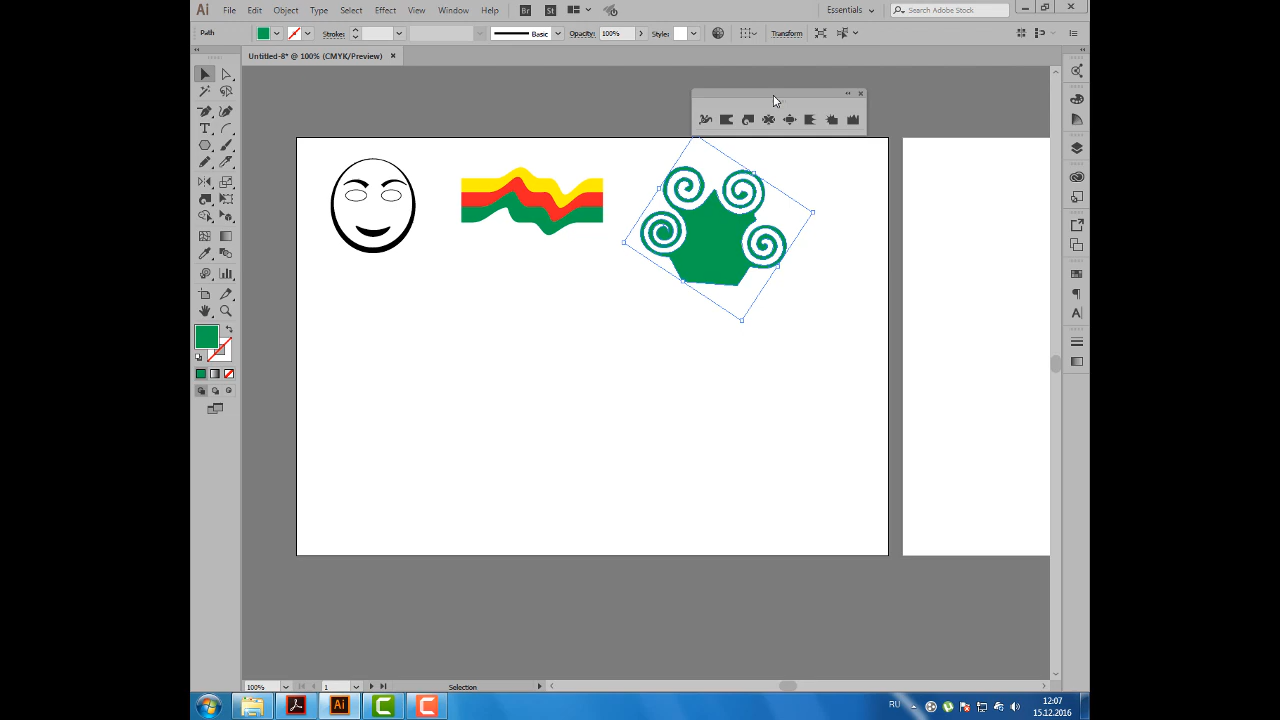 Ai File Edit Object Type Select Effect View Window Help Br St Essentials Search Adobe Stock
Path Stroke: Basic Opacity: 100% Style: Transform
Untitled-8* @ 100% (CMYK/Preview)
100% 1 Selection
Ai RU 12:07
15.12.2016